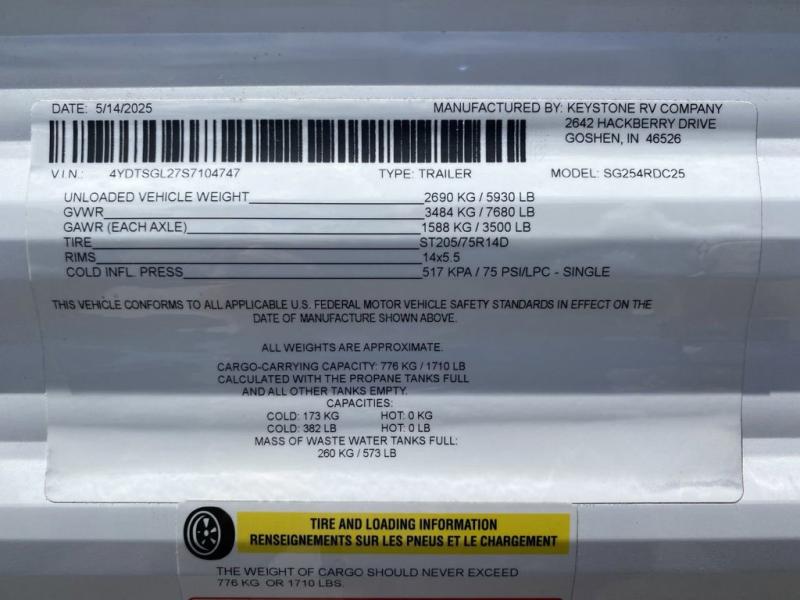 DATE: 5/14/2025 MANUFACTURED BY: KEYSTONE RV COMPANY
2642 HACKBERRY DRIVE
GOSHEN, IN 46526
V.I.N.: 4YDTSGL27S7104747 TYPE: TRAILER MODEL: SG254RDC25
UNLOADED VEHICLE WEIGHT 2690 KG / 5930 LB
GVWR 3484 KG / 7680 LB
GAWR (EACH AXLE) 1588 KG / 3500 LB
TIRE ST205/75R14D
RIMS 14x5.5
COLD INFL. PRESS 517 KPA / 75 PSI/LPC - SINGLE
THIS VEHICLE CONFORMS TO ALL APPLICABLE U.S. FEDERAL MOTOR VEHICLE SAFETY STANDARDS IN EFFECT ON THE
DATE OF MANUFACTURE SHOWN ABOVE.
ALL WEIGHTS ARE APPROXIMATE.
CARGO-CARRYING CAPACITY: 776 KG / 1710 LB
CALCULATED WITH THE PROPANE TANKS FULL
AND ALL OTHER TANKS EMPTY.
CAPACITIES:
COLD: 173 KG HOT: 0 KG
COLD: 382 LB HOT: 0 LB
MASS OF WASTE WATER TANKS FULL:
260 KG / 573 LB
TIRE AND LOADING INFORMATION
RENSEIGNEMENTS SUR LES PNEUS ET LE CHARGEMENT
THE WEIGHT OF CARGO SHOULD NEVER EXCEED
776 KG OR 1710 LBS.